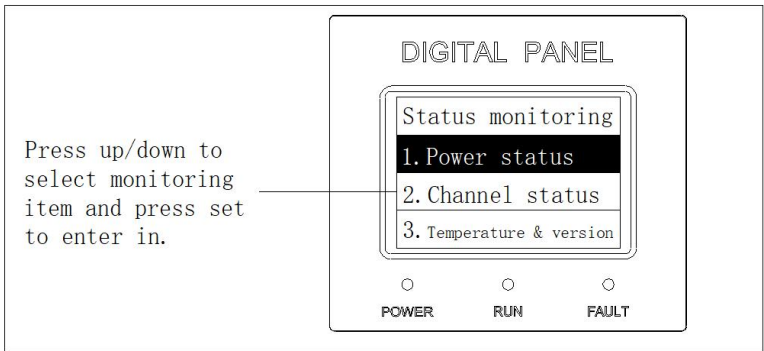 DIGITAL PANEL
Press up/down to
select monitoring
item and press set
to enter in.
Status monitoring
1. Power status
2. Channel status
3. Temperature & version
POWER
RUN
FAULT